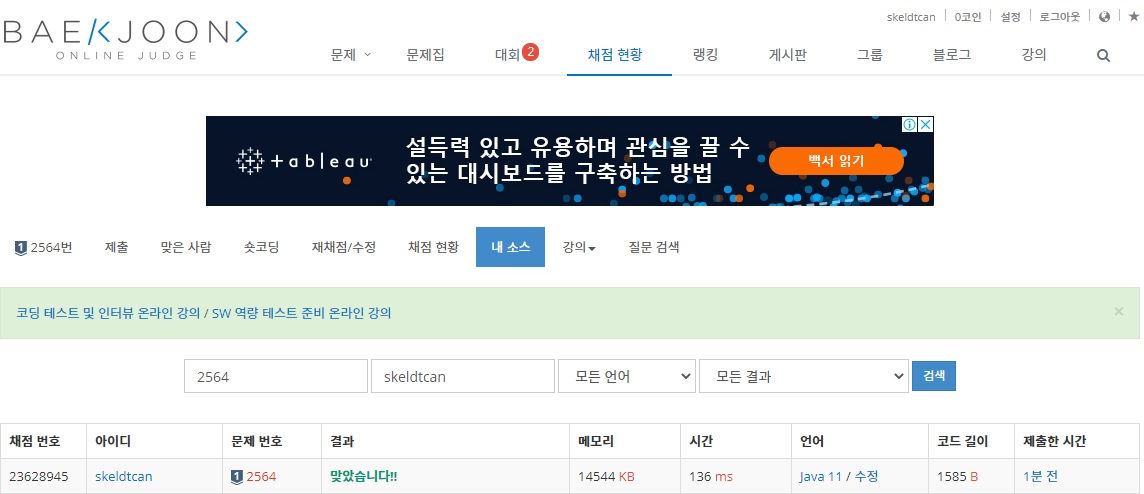 skeldtcan 0코인 설정 로그아웃
BAEKJOON
ONLINE JUDGE
문제 문제집 대회 2 채점 현황 랭킹 게시판 그룹 블로그 강의
tableau
설득력 있고 유용하며 관심을 끌 수
있는 대시보드를 구축하는 방법
백서 읽기
1 2564번 제출 맞은 사람 숏코딩 재채점/수정 채점 현황 내 소스 강의 질문 검색
코딩 테스트 및 인터뷰 온라인 강의 / SW 역량 테스트 준비 온라인 강의 ×
2564 skeldtcan 모든 언어 모든 결과 검색
채점 번호 아이디 문제 번호 결과 메모리 시간 언어 코드 길이 제출한 시간
23628945 skeldtcan 1 2564 맞았습니다!! 14544 KB 136 ms Java 11 / 수정 1585 B 1분 전